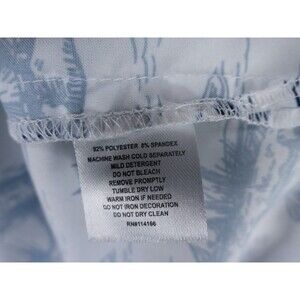 92% POLYESTER 8% SPANDEX
MACHINE WASH COLD SEPARATELY
MILD DETERGENT
DO NOT BLEACH
REMOVE PROMPTLY
TUMBLE DRY LOW
WARM IRON IF NEEDED
DO NOT IRON DECORATION
DO NOT DRY CLEAN
RN#114166